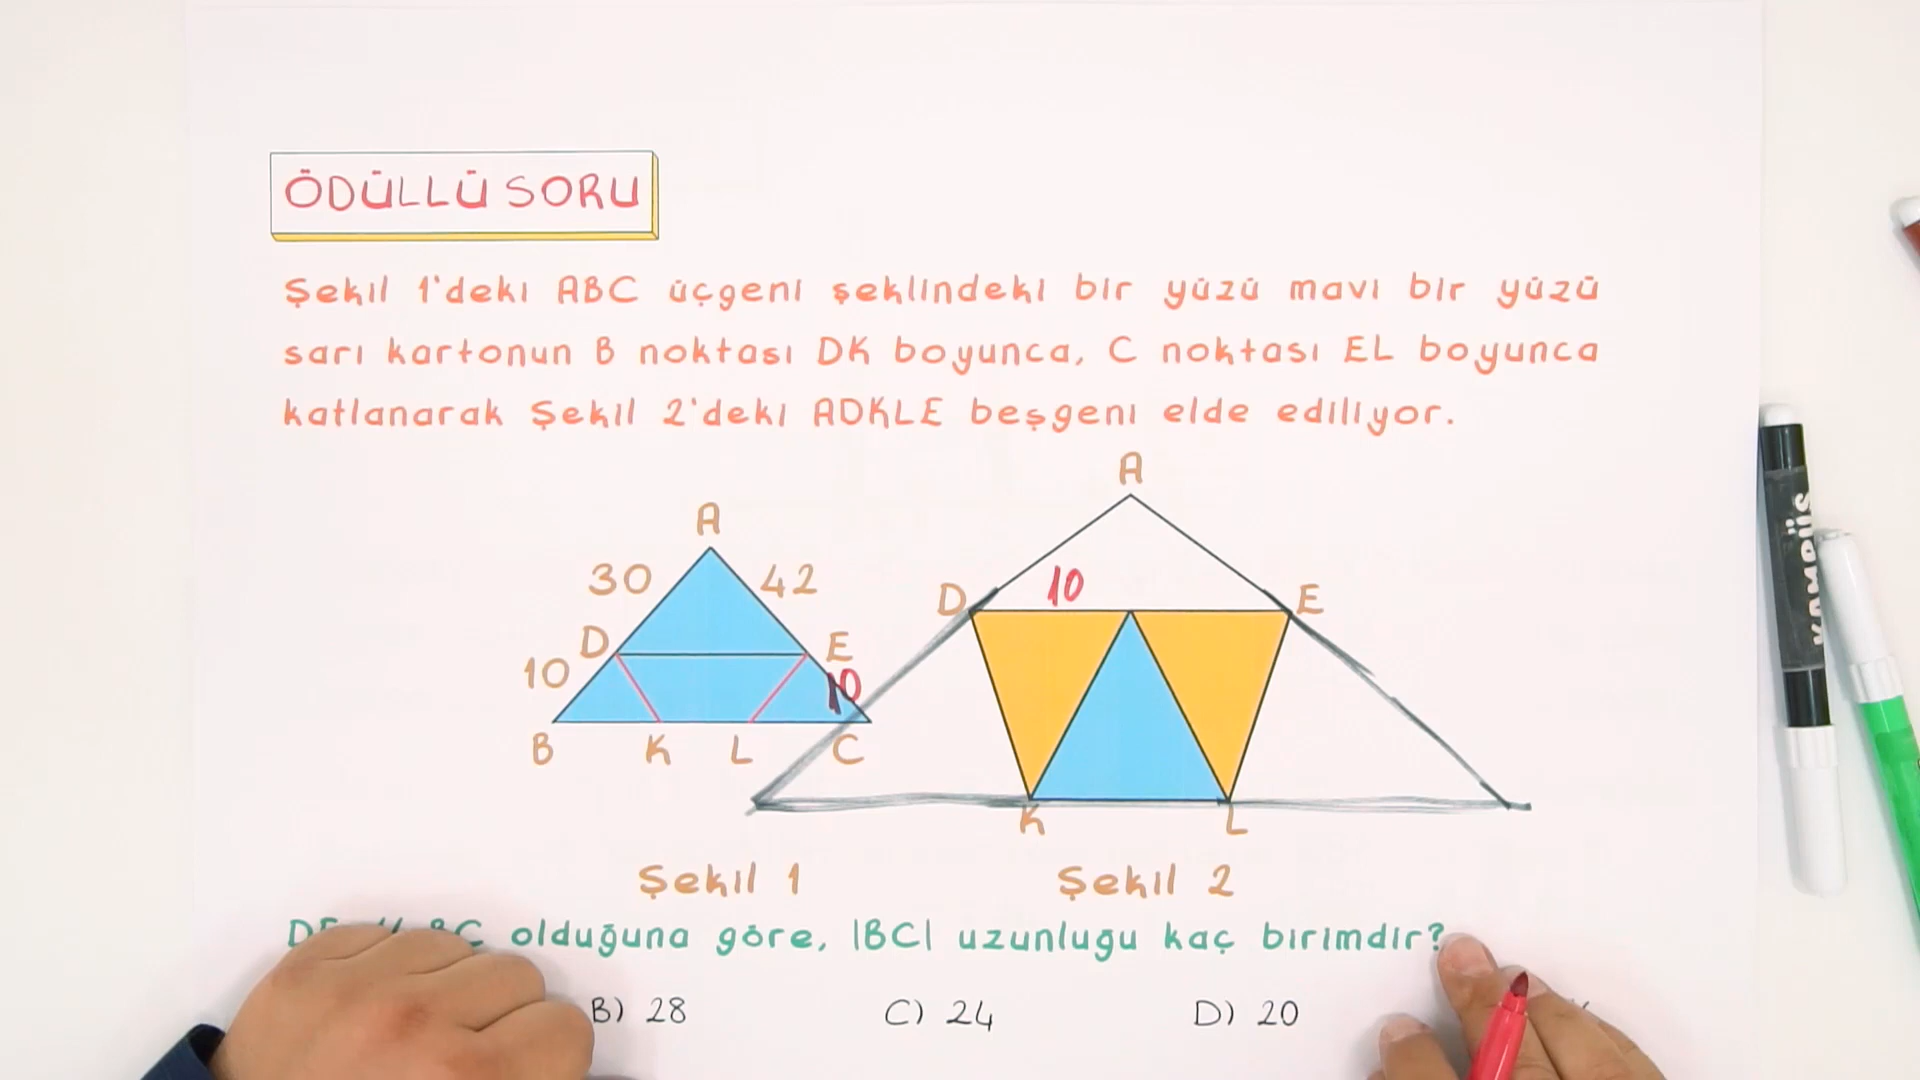 ÖDÜLLÜ SORU
Şekil 1'deki ABC üçgeni şeklindeki bir yüzü mavi bir yüzü
sarı kartonun B noktası DK boyunca, C noktası EL boyunca
katlanarak Şekil 2'deki ADKLE beşgeni elde ediliyor.
A
A
30 42
D 10 E
D E
10 10
B K L C
K L
Şekil 1 Şekil 2
BC olduğuna göre, |BC| uzunluğu kaç birimdir?
B) 28 C) 24 D) 20
KAMPÜS